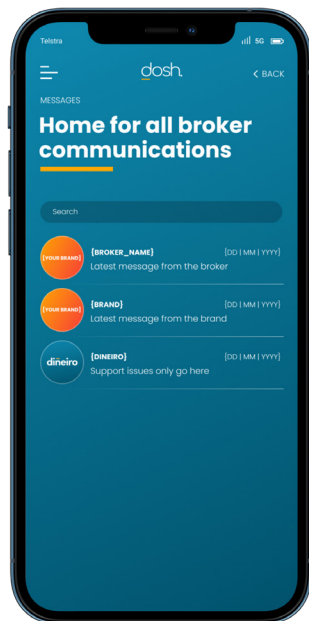 Telstra
5G
dosh.
< BACK
MESSAGES
Home for all broker
communications
Search
[YOUR BRAND]
{BROKER_NAME}
{DD | MM | YYYY}
Latest message from the broker
[YOUR BRAND]
{BRAND}
{DD | MM | YYYY}
Latest message from the brand
dineiro
{DINEIRO}
{DD | MM | YYYY}
Support issues only go here